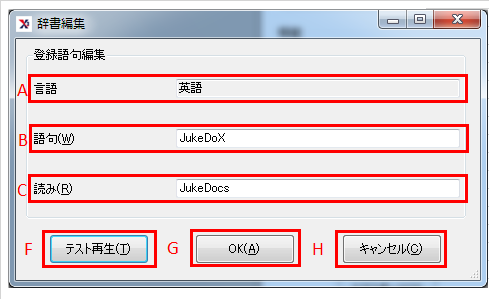 辞書編集
登録語句編集
A 言語 英語
B 語句(W) JukeDoX
C 読み(R) JukeDocs
F テスト再生(T) G OK(A) H キャンセル(C)